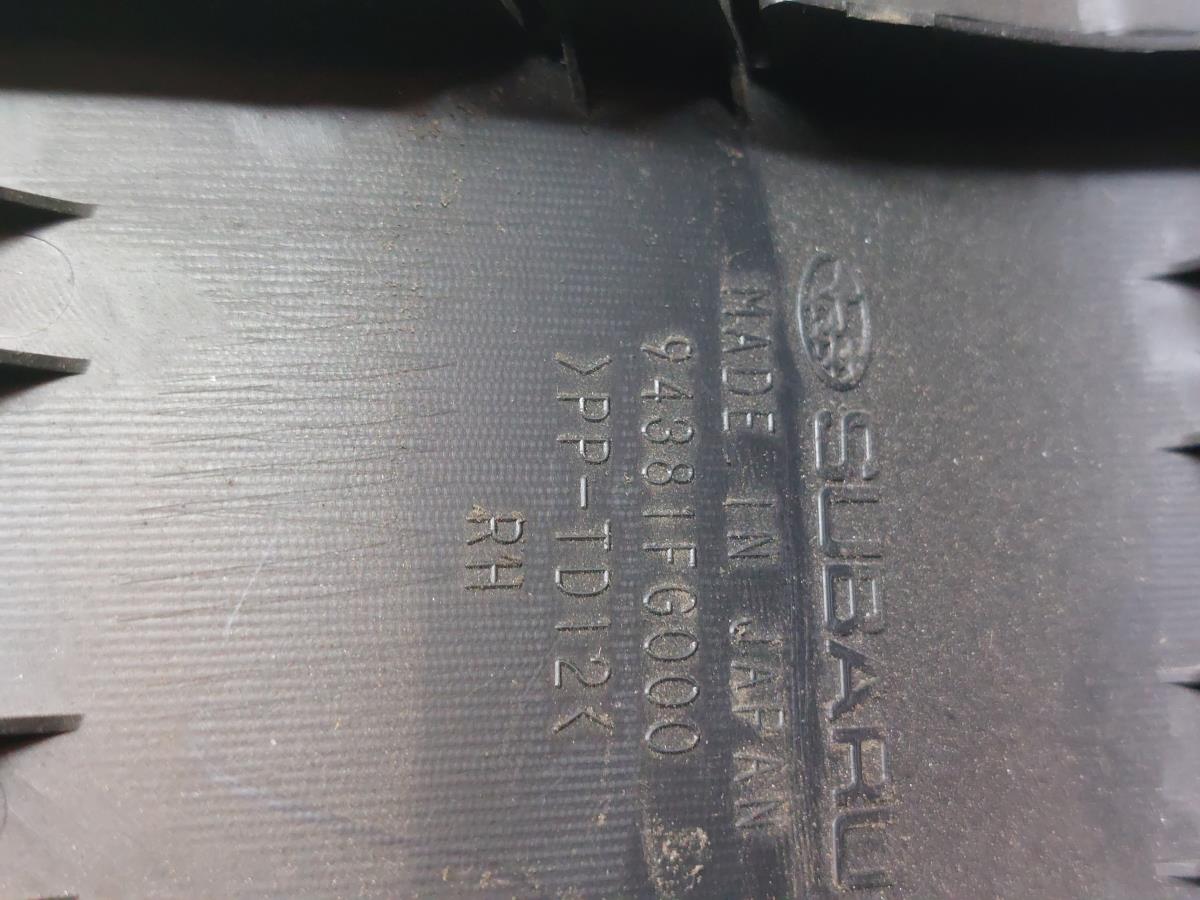 SUBARU
MADE IN JAPAN
94381FG000
>PP-TD12<
RH